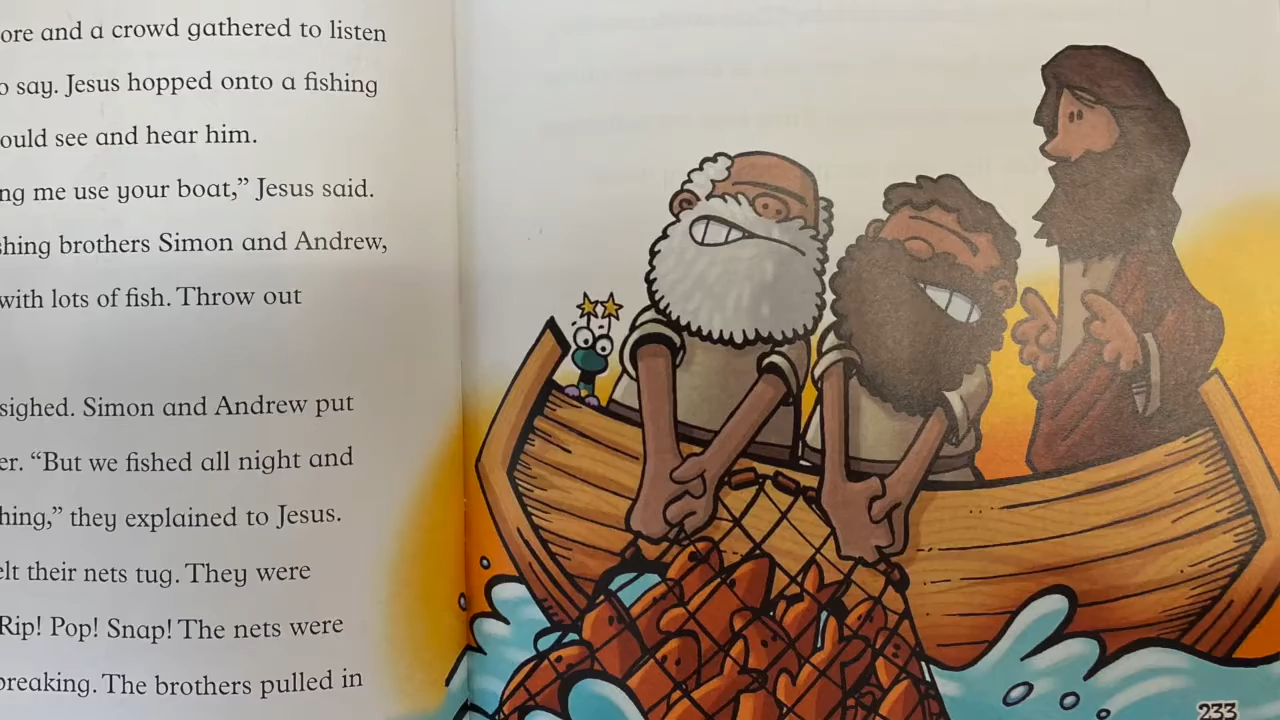 ore and a crowd gathered to listen
o say. Jesus hopped onto a fishing
ould see and hear him.
ng me use your boat,” Jesus said.
shing brothers Simon and Andrew,
with lots of fish. Throw out
sighed. Simon and Andrew put
er. “But we fished all night and
hing,” they explained to Jesus.
elt their nets tug. They were
Rip! Pop! Snap! The nets were
breaking. The brothers pulled in
233